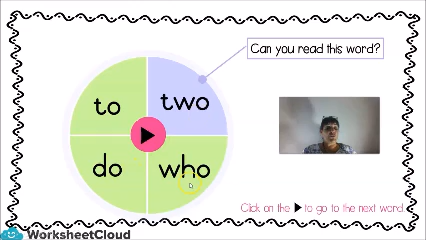 Can you read this word?
to
two
do
who
Click on the ▶ to go to the next word.
WorksheetCloud